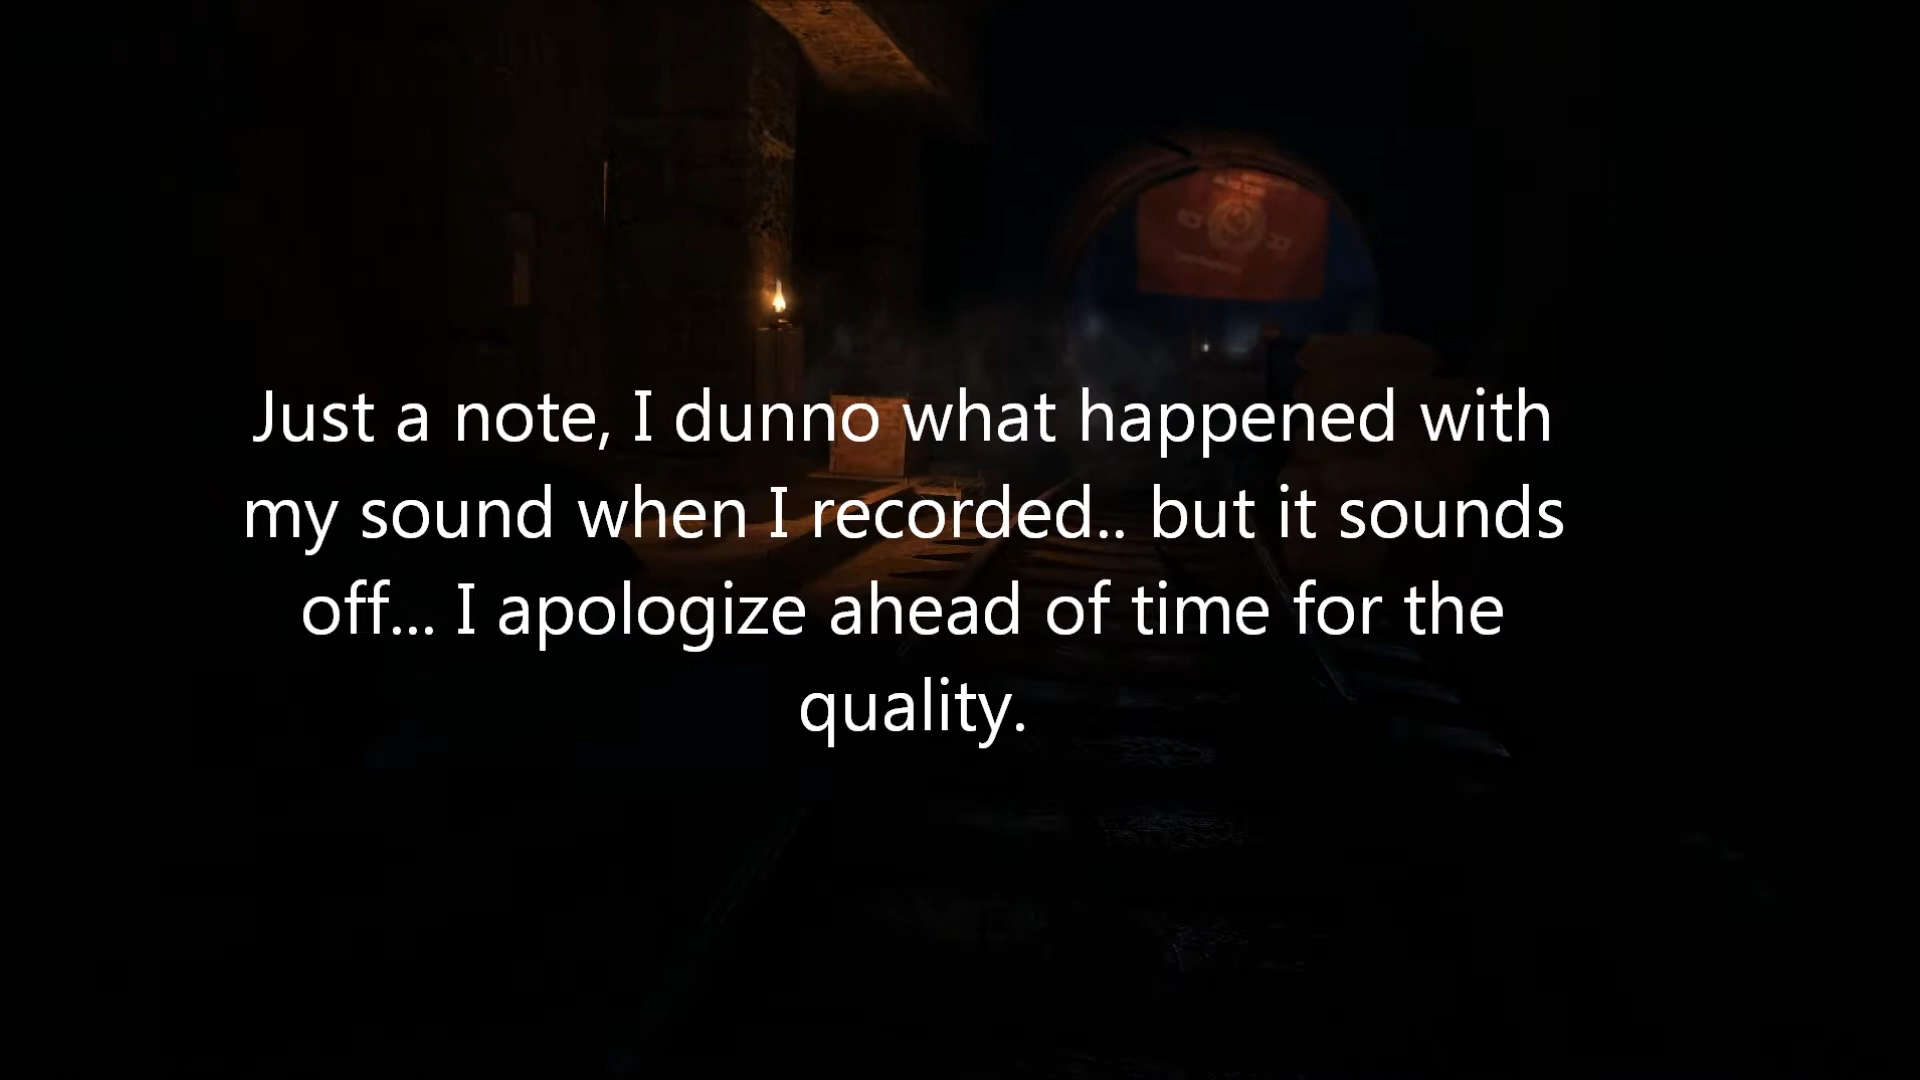 Just a note, I dunno what happened with
my sound when I recorded.. but it sounds
off... I apologize ahead of time for the
quality.